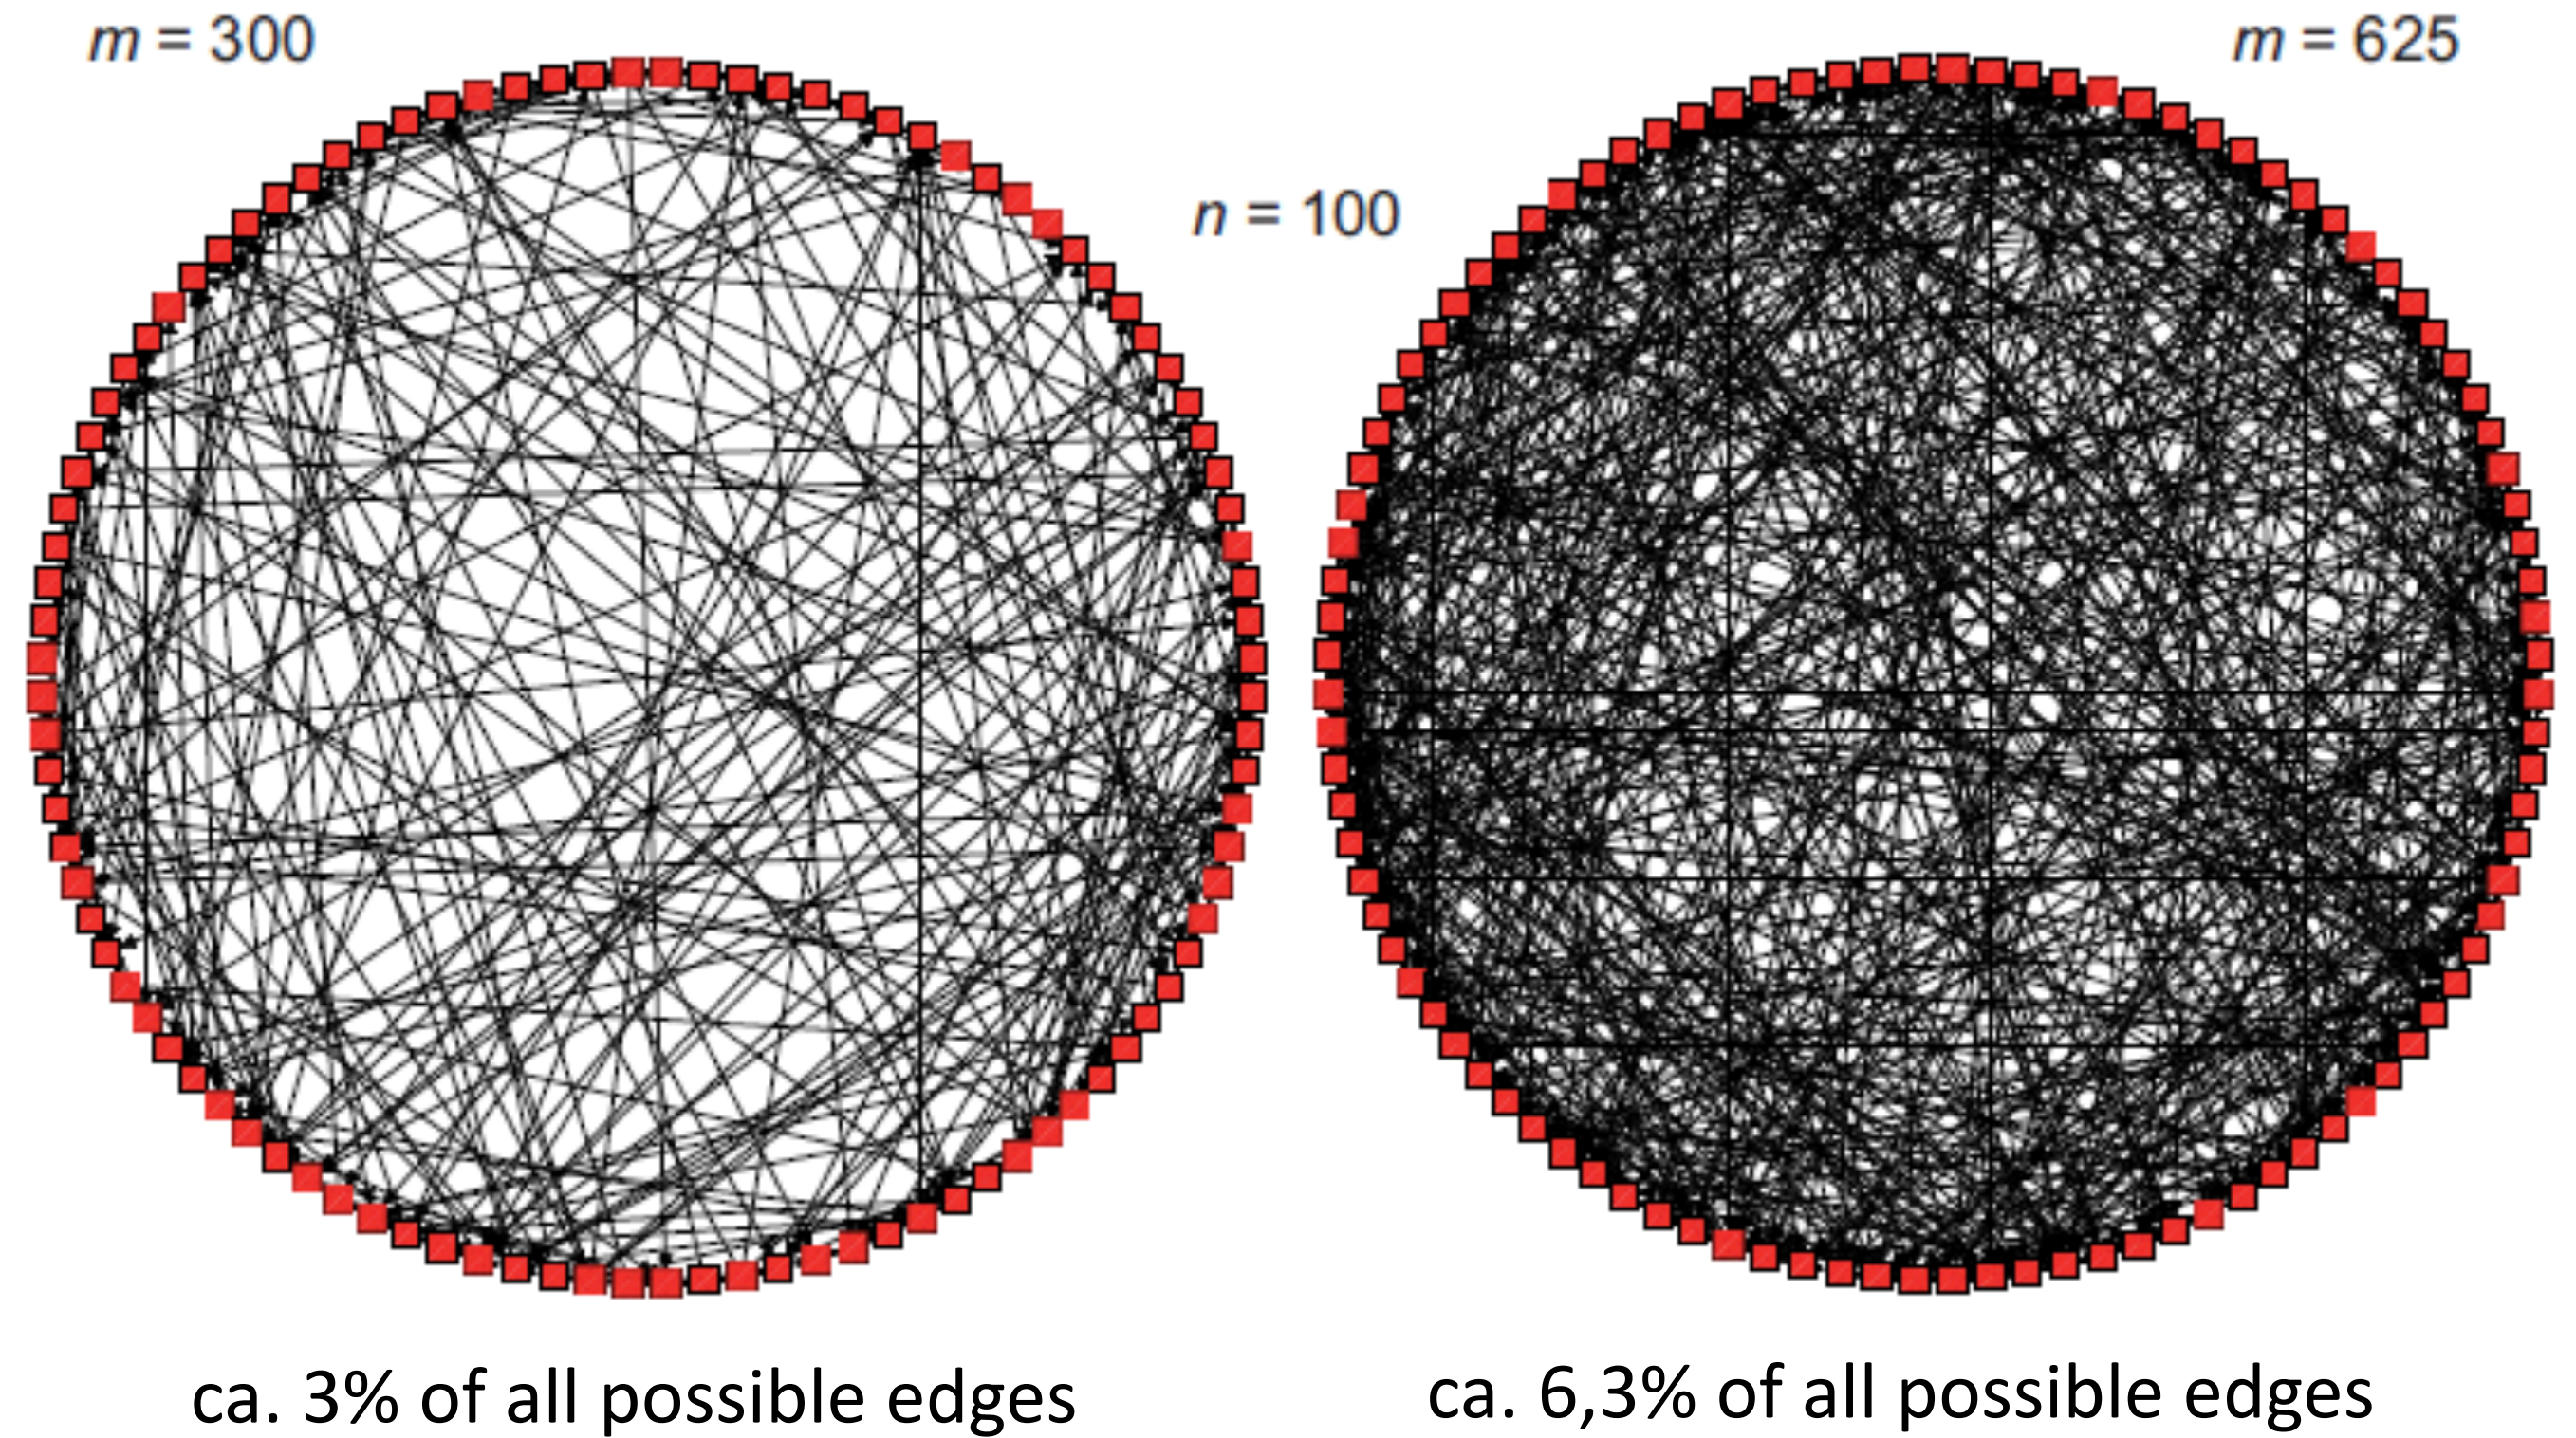 m = 300
m = 625
n = 100
ca. 3% of all possible edges
ca. 6,3% of all possible edges